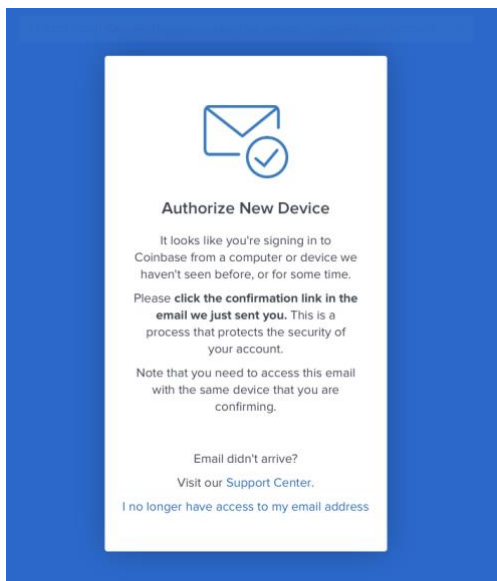 Authorize New Device
It looks like you're signing in to
Coinbase from a computer or device we
haven't seen before, or for some time.
Please click the confirmation link in the
email we just sent you. This is a
process that protects the security of
your account.
Note that you need to access this email
with the same device that you are
confirming.
Email didn't arrive?
Visit our Support Center.
I no longer have access to my email address